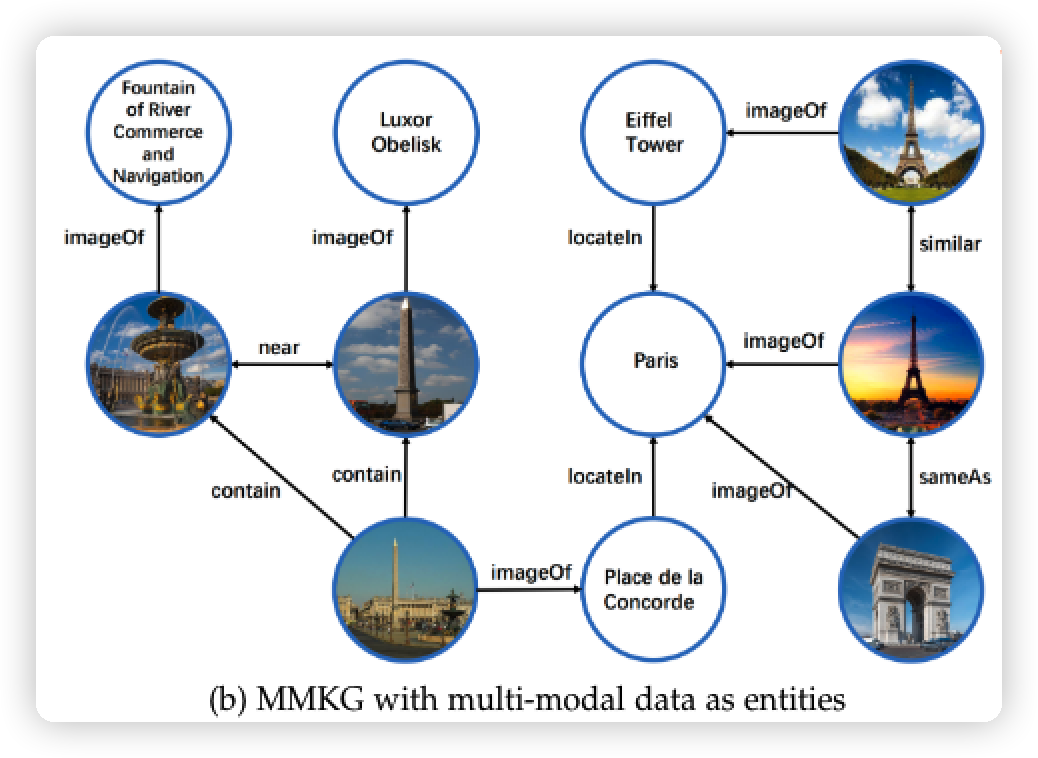 Fountain
of River
Commerce
and
Navigation
Luxor
Obelisk
Eiffel
Tower
imageOf
imageOf
imageOf
locateIn
similar
near
Paris
imageOf
contain
contain
locateIn
imageOf
sameAs
imageOf
Place de la
Concorde
(b) MMKG with multi-modal data as entities